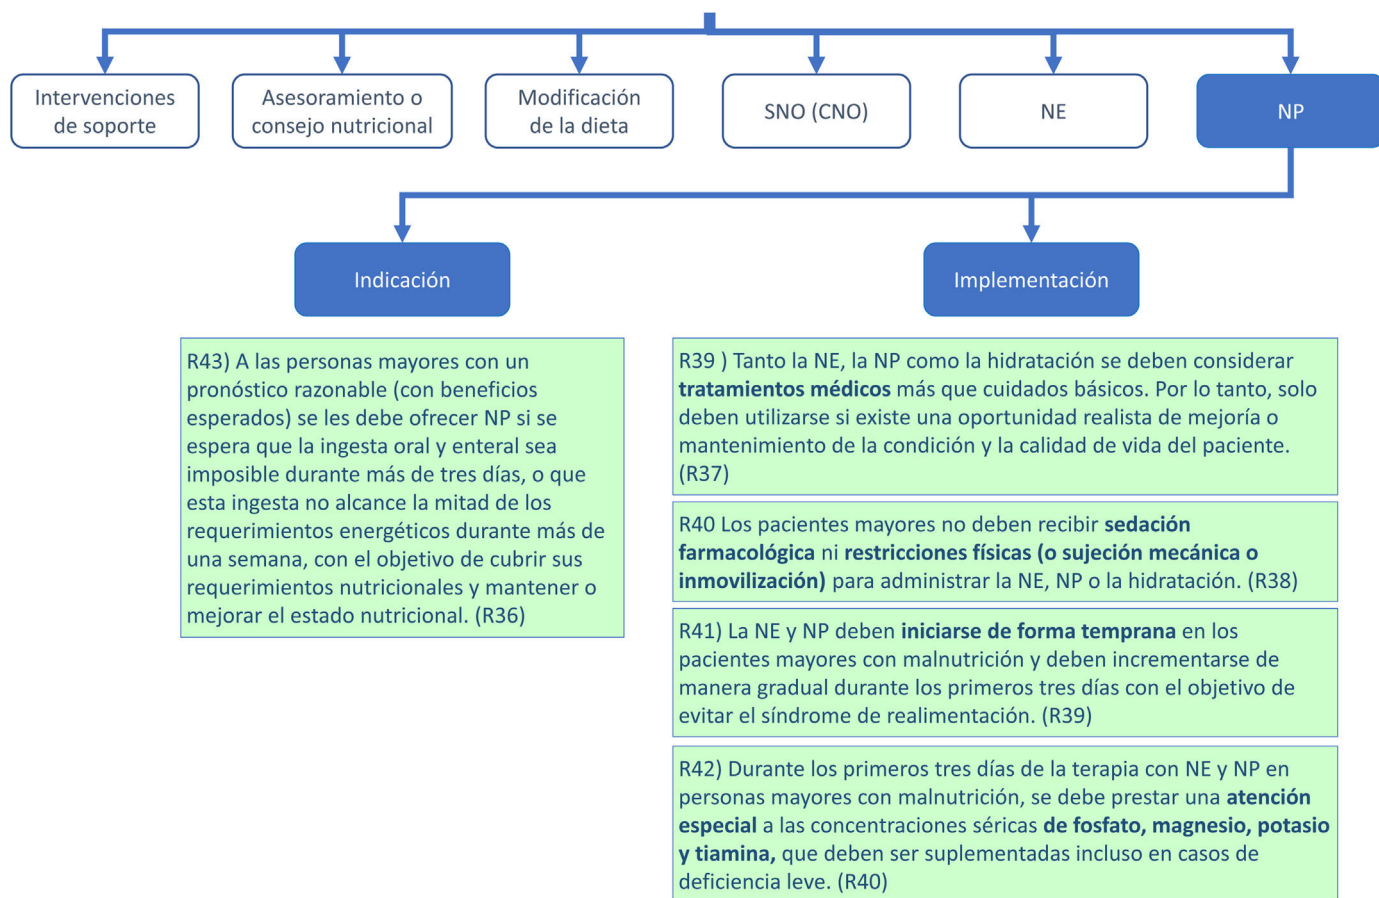 Intervenciones
de soporte
Asesoramiento o
consejo nutricional
Modificación
de la dieta
SNO (CNO)
NE
NP
Indicación
Implementación
R43) A las personas mayores con un
pronóstico razonable (con beneficios
esperados) se les debe ofrecer NP si se
espera que la ingesta oral y enteral sea
imposible durante más de tres días, o que
esta ingesta no alcance la mitad de los
requerimientos energéticos durante más de
una semana, con el objetivo de cubrir sus
requerimientos nutricionales y mantener o
mejorar el estado nutricional. (R36)
R39 ) Tanto la NE, la NP como la hidratación se deben considerar
tratamientos médicos más que cuidados básicos. Por lo tanto, solo
deben utilizarse si existe una oportunidad realista de mejoría o
mantenimiento de la condición y la calidad de vida del paciente.
(R37)
R40 Los pacientes mayores no deben recibir sedación
farmacológica ni restricciones físicas (o sujeción mecánica o
inmovilización) para administrar la NE, NP o la hidratación. (R38)
R41) La NE y NP deben iniciarse de forma temprana en los
pacientes mayores con malnutrición y deben incrementarse de
manera gradual durante los primeros tres días con el objetivo de
evitar el síndrome de realimentación. (R39)
R42) Durante los primeros tres días de la terapia con NE y NP en
personas mayores con malnutrición, se debe prestar una atención
especial a las concentraciones séricas de fosfato, magnesio, potasio
y tiamina, que deben ser suplementadas incluso en casos de
deficiencia leve. (R40)